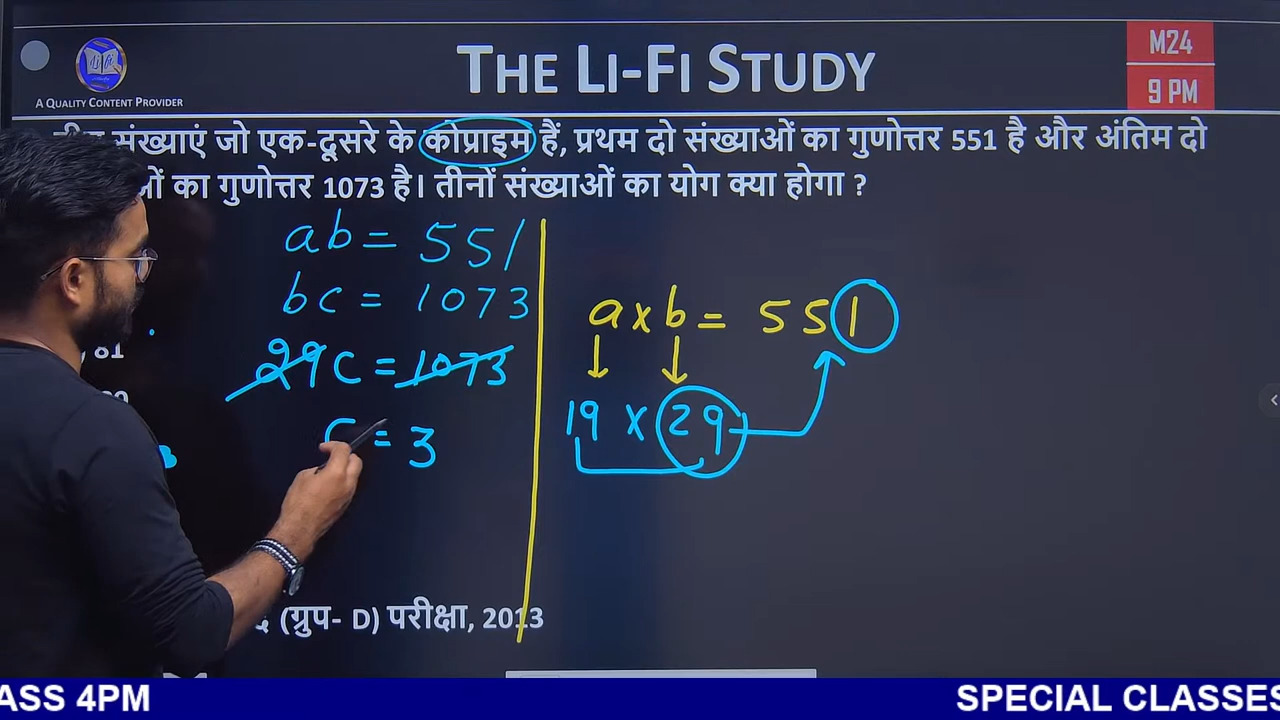 THE LI-FI STUDY
A QUALITY CONTENT PROVIDER
M24
9 PM
संख्याएं जो एक-दूसरे के कोप्राइम हैं, प्रथम दो संख्याओं का गुणोत्तर 551 है और अंतिम दो
का गुणोत्तर 1073 है। तीनों संख्याओं का योग क्या होगा ?
ab = 551
bc = 1073
29c = 1073
c = 3
a x b = 551
19 x 29
81
(ग्रुप- D) परीक्षा, 2013
ASS 4PM
SPECIAL CLASSES